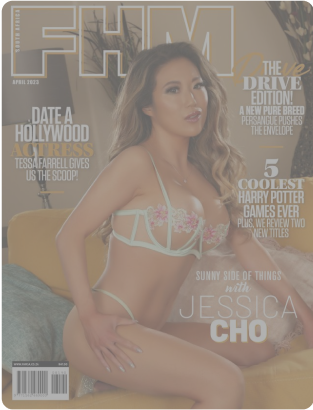 FHM
SOUTH AFRICA
APRIL 2023
THE
DRIVE
EDITION!
A NEW PURE BREED
PERSANGUE PUSHES
THE ENVELOPE
DATE A
HOLLYWOOD
ACTRESS
TESSA FARRELL GIVES
US THE SCOOP!
5
COOLEST
HARRY POTTER
GAMES EVER
PLUS, WE REVIEW TWO
NEW TITLES
SUNNY SIDE OF THINGS
with
JESSICA
CHO